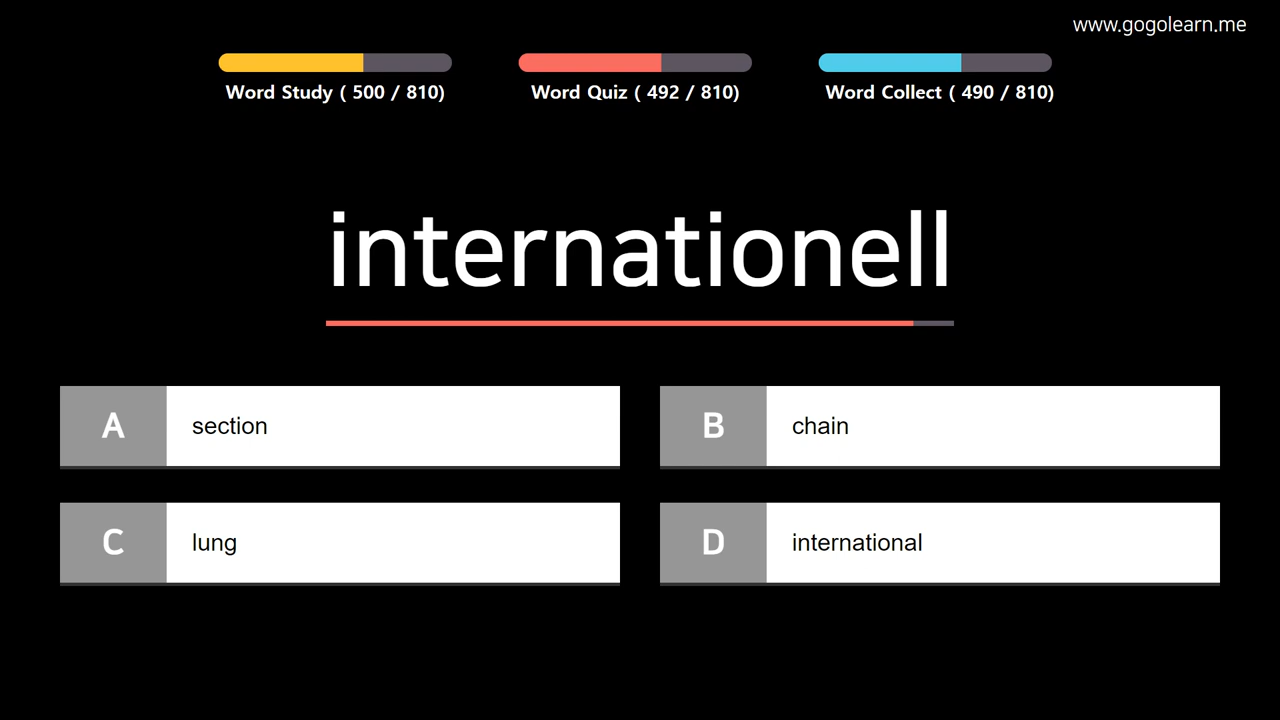 www.gogolearn.me
Word Study ( 500 / 810)
Word Quiz ( 492 / 810)
Word Collect ( 490 / 810)
internationell
A section
B chain
C lung
D international